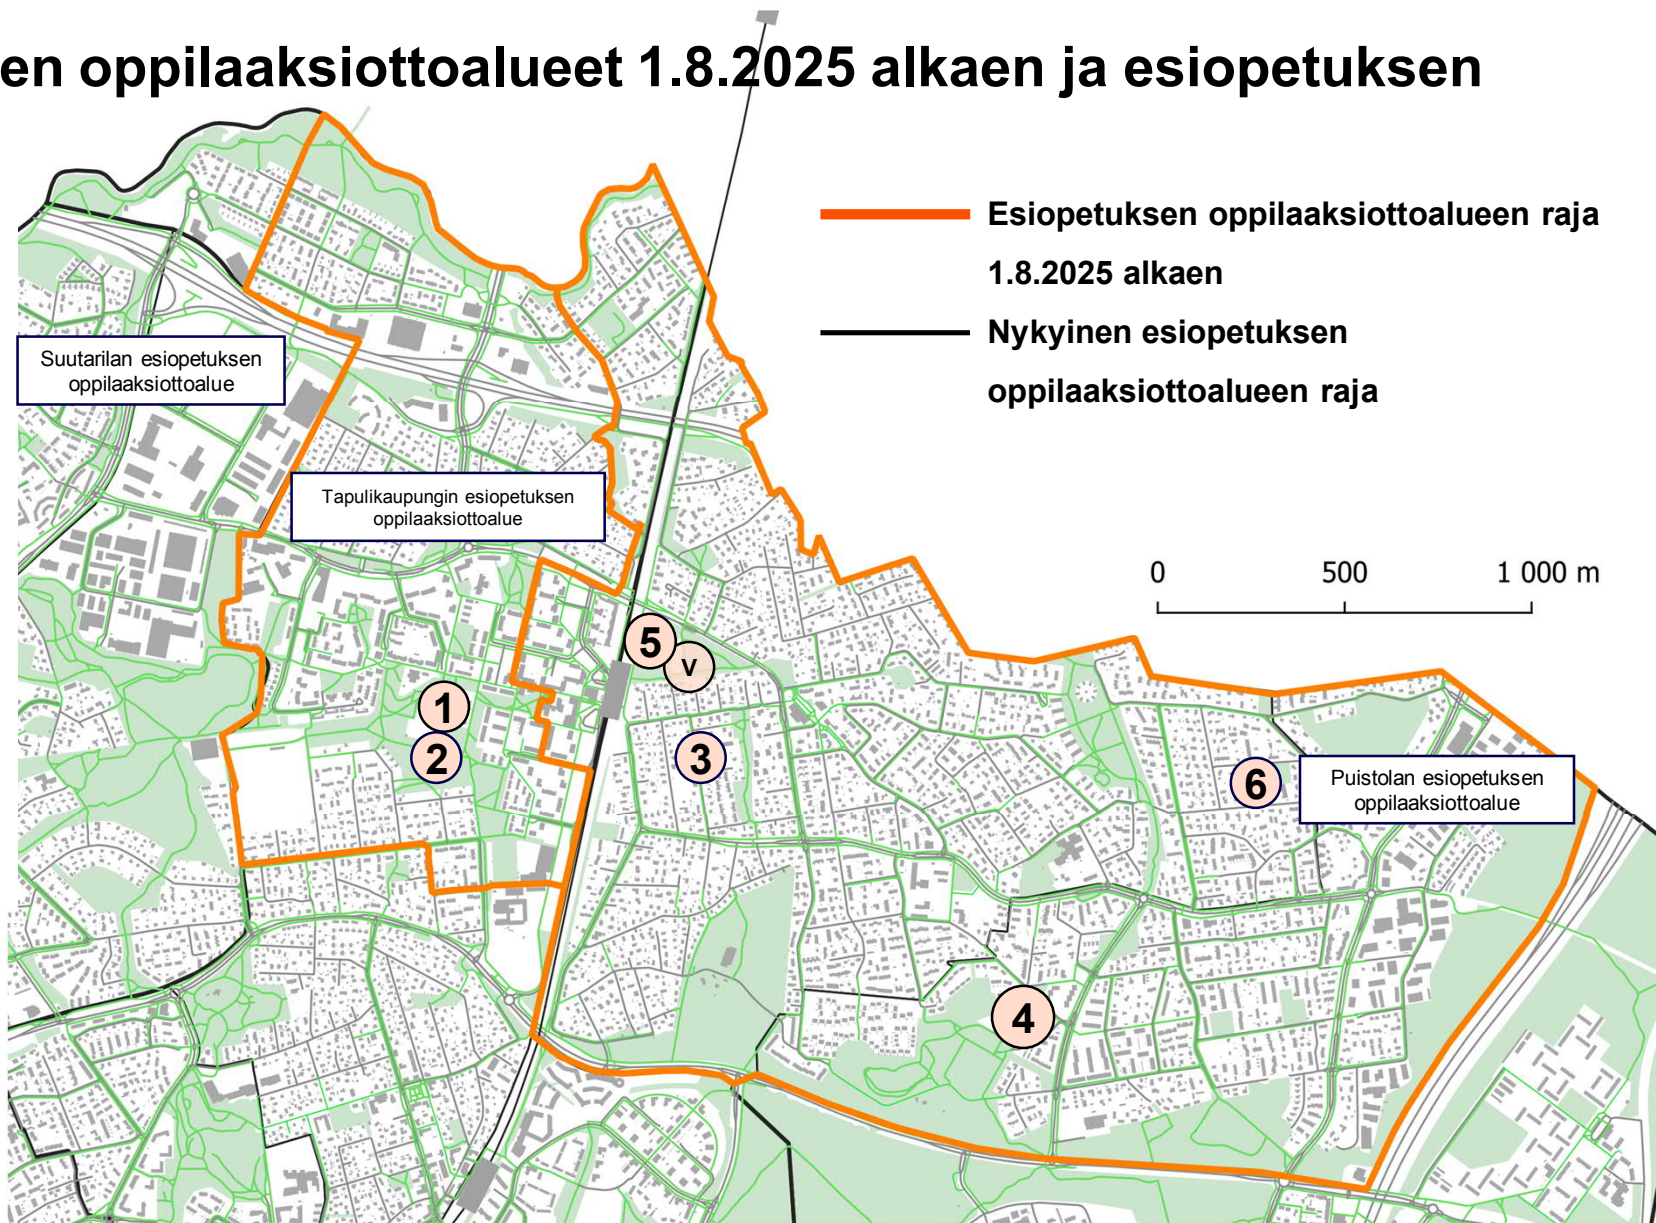 en oppilaaksiottoalueet 1.8.2025 alkaen ja esiopetuksen
Esiopetuksen oppilaaksiottoalueen raja
1.8.2025 alkaen
Nykyinen esiopetuksen
oppilaaksiottoalueen raja
Suutarilan esiopetuksen
oppilaaksiottoalue
Tapulikaupungin esiopetuksen
oppilaaksiottoalue
0 500 1 000 m
5
V
1
2
3
6
Puistolan esiopetuksen
oppilaaksiottoalue
4